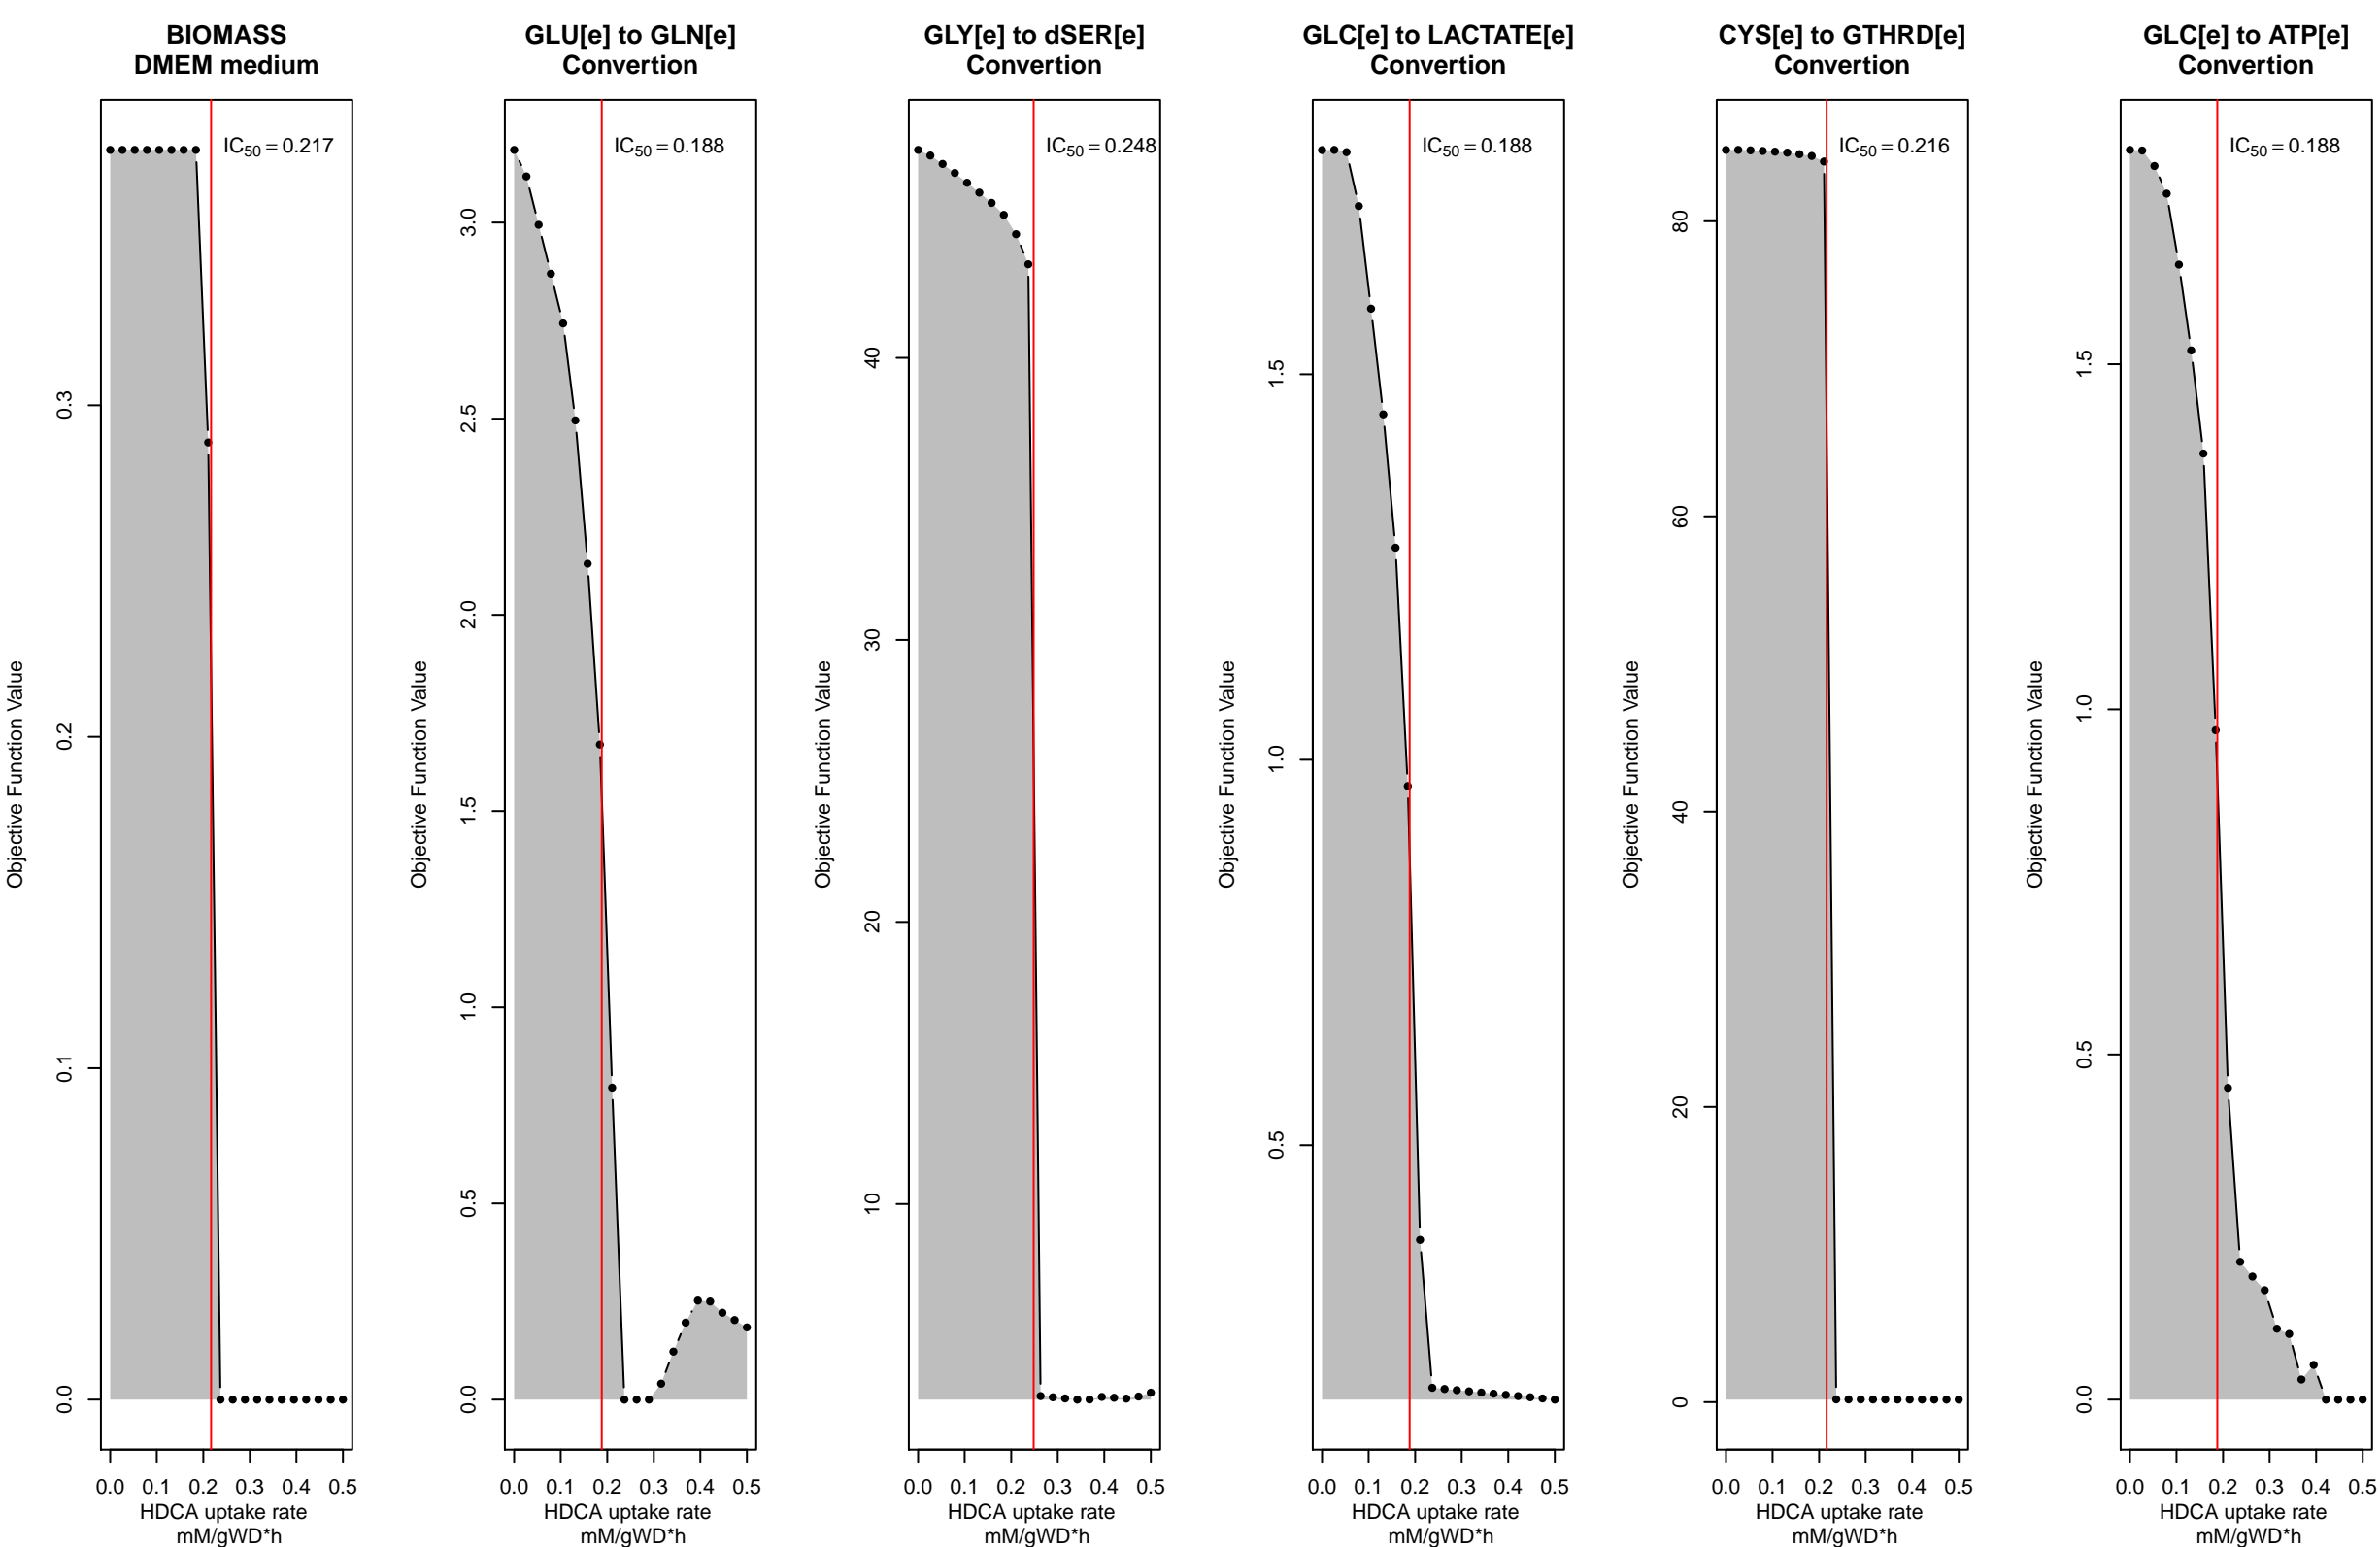 BIOMASS
DMEM medium
IC50 = 0.217
0.0
0.1
0.2
0.3
Objective Function Value
0.0 0.1 0.2 0.3 0.4 0.5
HDCA uptake rate
mM/gWD*h
GLU[e] to GLN[e]
Convertion
IC50 = 0.188
0.0
0.5
1.0
1.5
2.0
2.5
3.0
Objective Function Value
0.0 0.1 0.2 0.3 0.4 0.5
HDCA uptake rate
mM/gWD*h
GLY[e] to dSER[e]
Convertion
IC50 = 0.248
10
20
30
40
Objective Function Value
0.0 0.1 0.2 0.3 0.4 0.5
HDCA uptake rate
mM/gWD*h
GLC[e] to LACTATE[e]
Convertion
IC50 = 0.188
0.5
1.0
1.5
Objective Function Value
0.0 0.1 0.2 0.3 0.4 0.5
HDCA uptake rate
mM/gWD*h
CYS[e] to GTHRD[e]
Convertion
IC50 = 0.216
0
20
40
60
80
Objective Function Value
0.0 0.1 0.2 0.3 0.4 0.5
HDCA uptake rate
mM/gWD*h
GLC[e] to ATP[e]
Convertion
IC50 = 0.188
0.0
0.5
1.0
1.5
Objective Function Value
0.0 0.1 0.2 0.3 0.4 0.5
HDCA uptake rate
mM/gWD*h